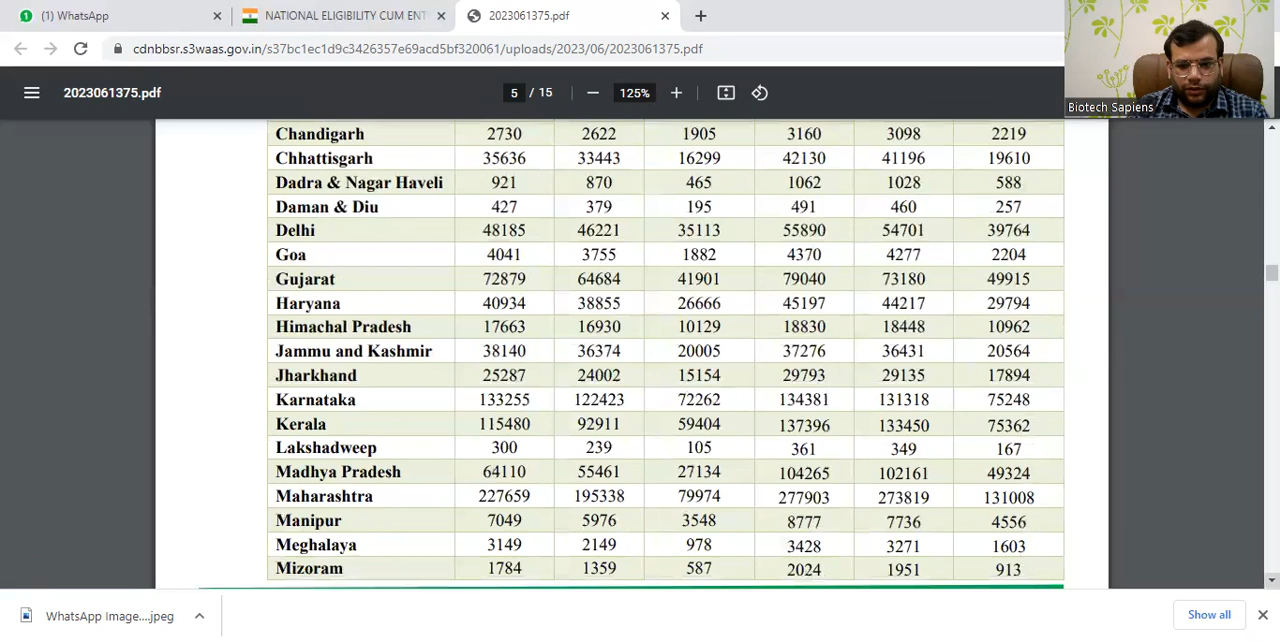 (1) WhatsApp
NATIONAL ELIGIBILITY CUM ENT
2023061375.pdf
cdnbbsr.s3waas.gov.in/s37bc1ec1d9c3426357e69acd5bf320061/uploads/2023/06/2023061375.pdf
2023061375.pdf
5 / 15
125%
Biotech Sapiens
Chandigarh 2730 2622 1905 3160 3098 2219
Chhattisgarh 35636 33443 16299 42130 41196 19610
Dadra & Nagar Haveli 921 870 465 1062 1028 588
Daman & Diu 427 379 195 491 460 257
Delhi 48185 46221 35113 55890 54701 39764
Goa 4041 3755 1882 4370 4277 2204
Gujarat 72879 64684 41901 79040 73180 49915
Haryana 40934 38855 26666 45197 44217 29794
Himachal Pradesh 17663 16930 10129 18830 18448 10962
Jammu and Kashmir 38140 36374 20005 37276 36431 20564
Jharkhand 25287 24002 15154 29793 29135 17894
Karnataka 133255 122423 72262 134381 131318 75248
Kerala 115480 92911 59404 137396 133450 75362
Lakshadweep 300 239 105 361 349 167
Madhya Pradesh 64110 55461 27134 104265 102161 49324
Maharashtra 227659 195338 79974 277903 273819 131008
Manipur 7049 5976 3548 8777 7736 4556
Meghalaya 3149 2149 978 3428 3271 1603
Mizoram 1784 1359 587 2024 1951 913
WhatsApp Image....jpeg
Show all